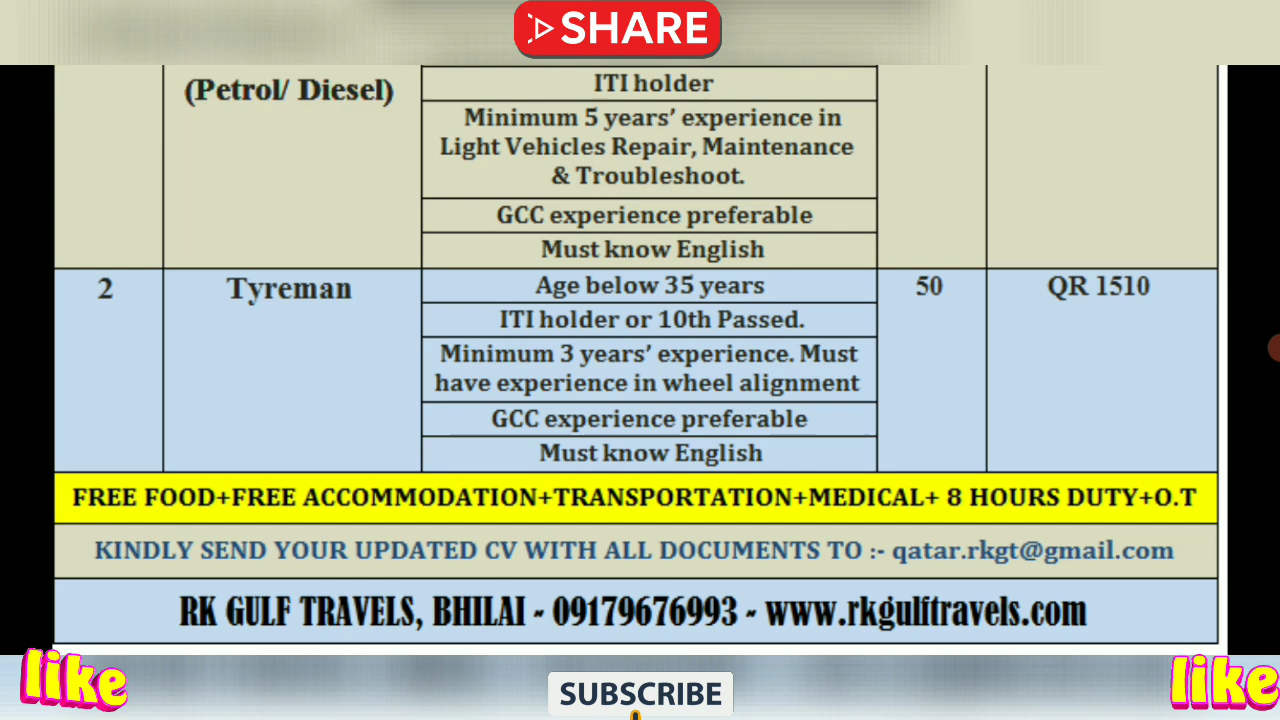 SHARE
(Petrol/ Diesel)
ITI holder
Minimum 5 years’ experience in
Light Vehicles Repair, Maintenance
& Troubleshoot.
GCC experience preferable
Must know English
2
Tyreman
Age below 35 years
50
QR 1510
ITI holder or 10th Passed.
Minimum 3 years’ experience. Must
have experience in wheel alignment
GCC experience preferable
Must know English
FREE FOOD+FREE ACCOMMODATION+TRANSPORTATION+MEDICAL+ 8 HOURS DUTY+O.T
KINDLY SEND YOUR UPDATED CV WITH ALL DOCUMENTS TO :- qatar.rkgt@gmail.com
RK GULF TRAVELS, BHILAI - 09179676993 - www.rkgulftravels.com
like
SUBSCRIBE
like